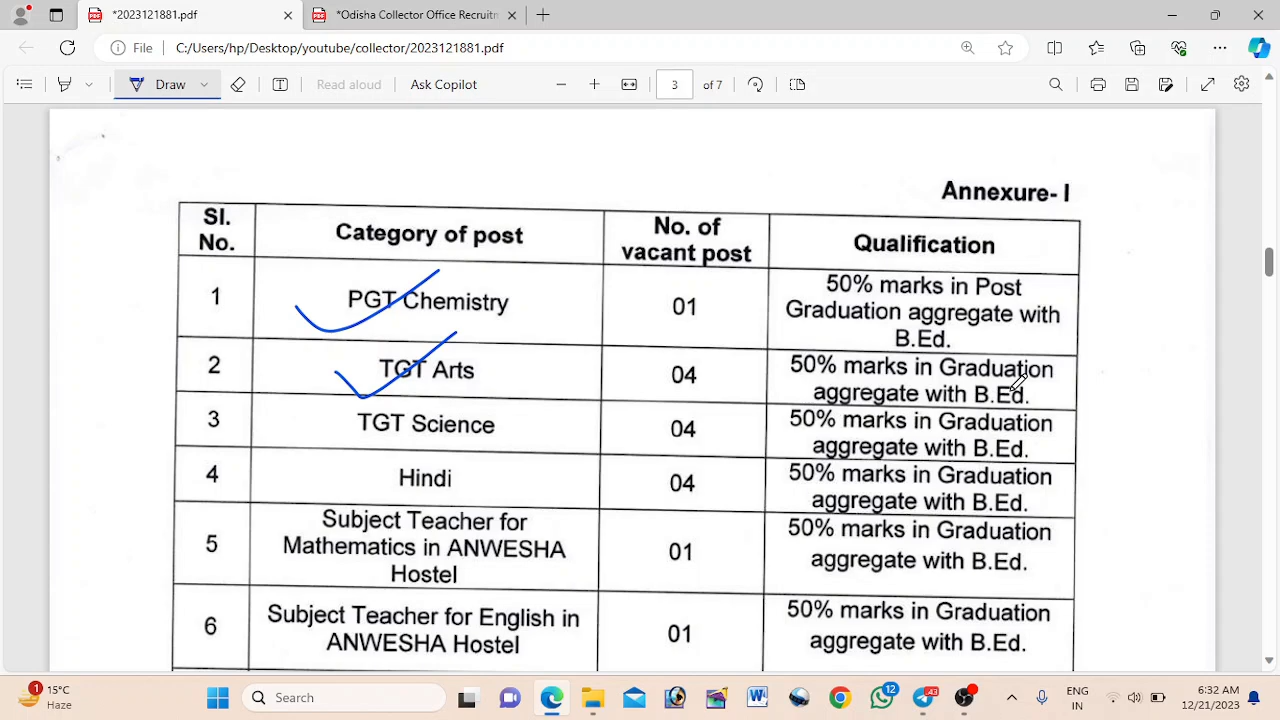 *2023121881.pdf
*Odisha Collector Office Recruitm
File C:/Users/hp/Desktop/youtube/collector/2023121881.pdf
Draw Read aloud Ask Copilot 3 of 7
Annexure- I
Sl. No. Category of post No. of vacant post Qualification
1 PGT Chemistry 01 50% marks in Post Graduation aggregate with B.Ed.
2 TGT Arts 04 50% marks in Graduation aggregate with B.Ed.
3 TGT Science 04 50% marks in Graduation aggregate with B.Ed.
4 Hindi 04 50% marks in Graduation aggregate with B.Ed.
5 Subject Teacher for Mathematics in ANWESHA Hostel 01 50% marks in Graduation aggregate with B.Ed.
6 Subject Teacher for English in ANWESHA Hostel 01 50% marks in Graduation aggregate with B.Ed.
1 15°C
Haze
Search
12
ENG
IN
6:32 AM
12/21/2023